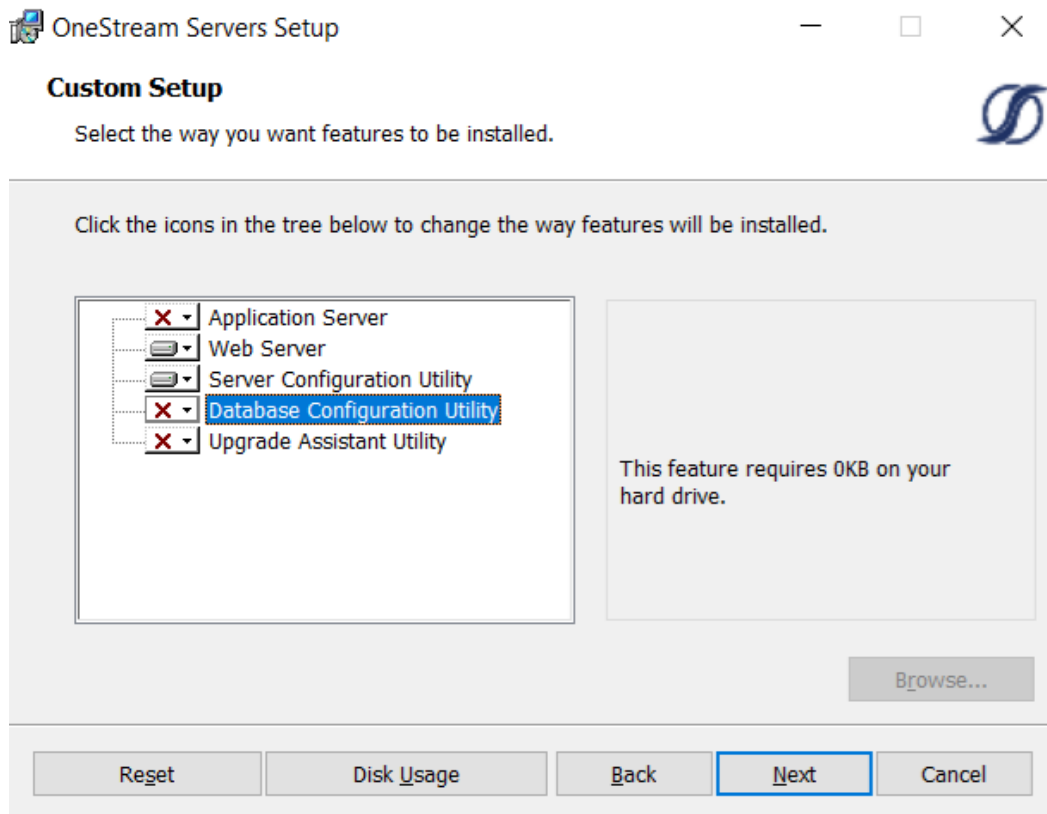 OneStream Servers Setup
Custom Setup
Select the way you want features to be installed.
Click the icons in the tree below to change the way features will be installed.
Application Server
Web Server
Server Configuration Utility
Database Configuration Utility
Upgrade Assistant Utility
This feature requires 0KB on your
hard drive.
Browse...
Reset
Disk Usage
Back
Next
Cancel